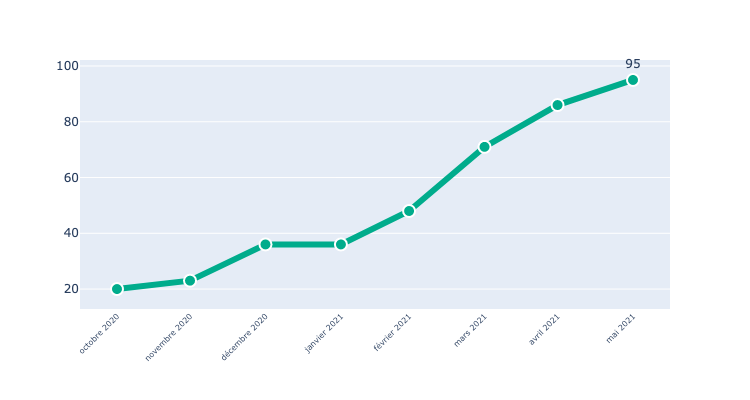 95
100
80
60
40
20
octobre 2020
novembre 2020
décembre 2020
janvier 2021
février 2021
mars 2021
avril 2021
mai 2021